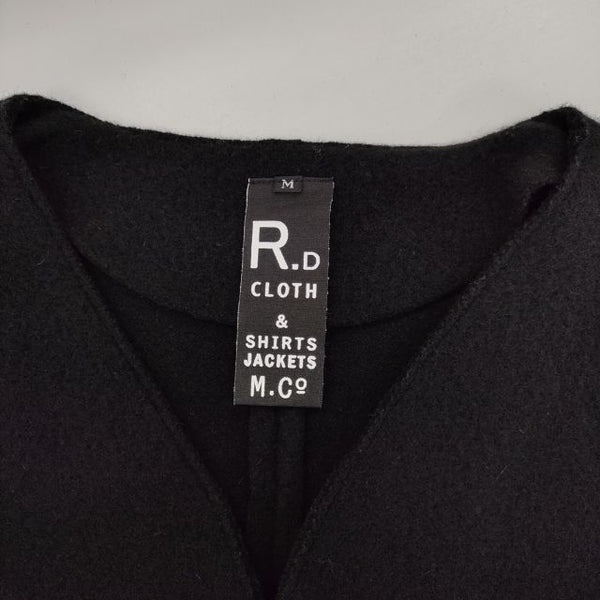 M
R.D
CLOTH
&
SHIRTS
JACKETS
M.Cº